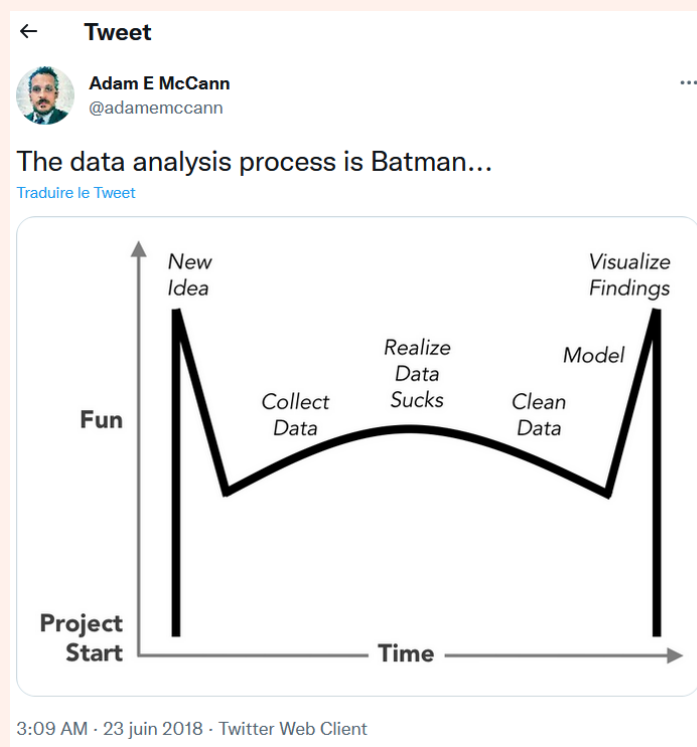 ← Tweet
Adam E McCann
@adamemccann
...
The data analysis process is Batman...
Traduire le Tweet
New
Idea
Visualize
Findings
Realize
Data
Sucks
Model
Collect
Data
Clean
Data
Fun
Project
Start
Time
3:09 AM · 23 juin 2018 · Twitter Web Client